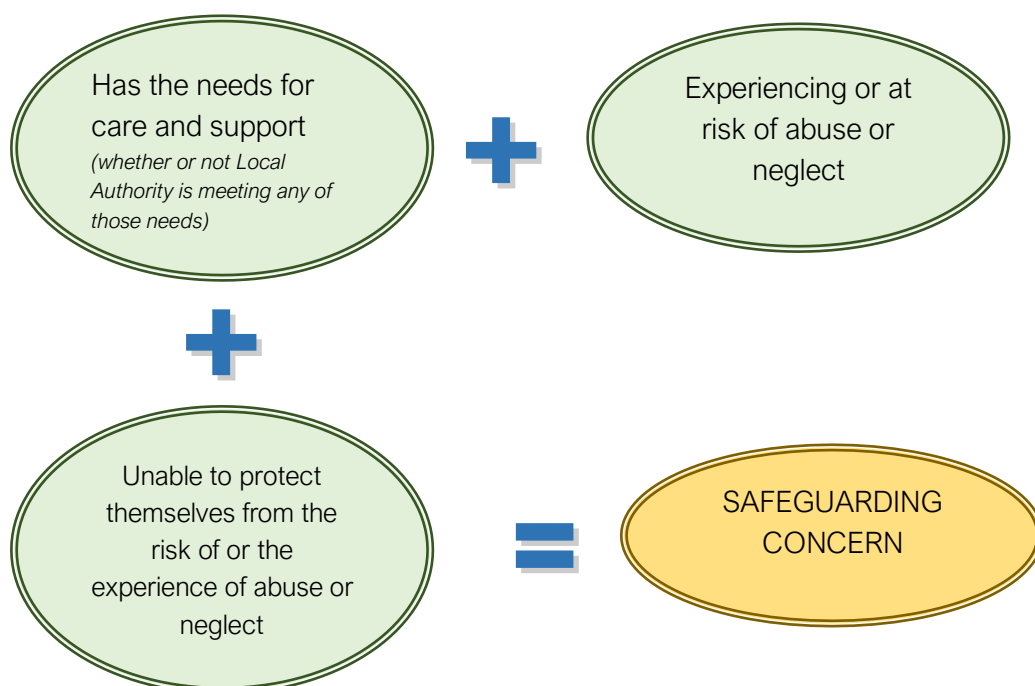 Has the needs for
care and support
(whether or not Local
Authority is meeting any of
those needs)
Experiencing or at
risk of abuse or
neglect
Unable to protect
themselves from the
risk of or the
experience of abuse or
neglect
SAFEGUARDING
CONCERN